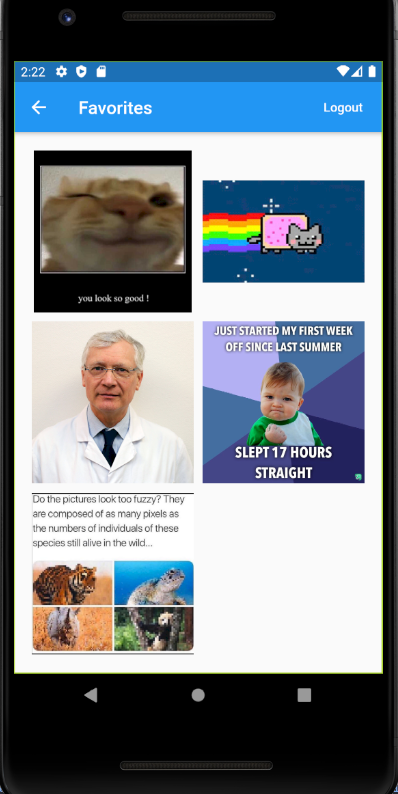 2:22
Favorites
Logout
you look so good !
JUST STARTED MY FIRST WEEK
OFF SINCE LAST SUMMER
SLEPT 17 HOURS
STRAIGHT
Do the pictures look too fuzzy? They
are composed of as many pixels as
the numbers of individuals of these
species still alive in the wild...